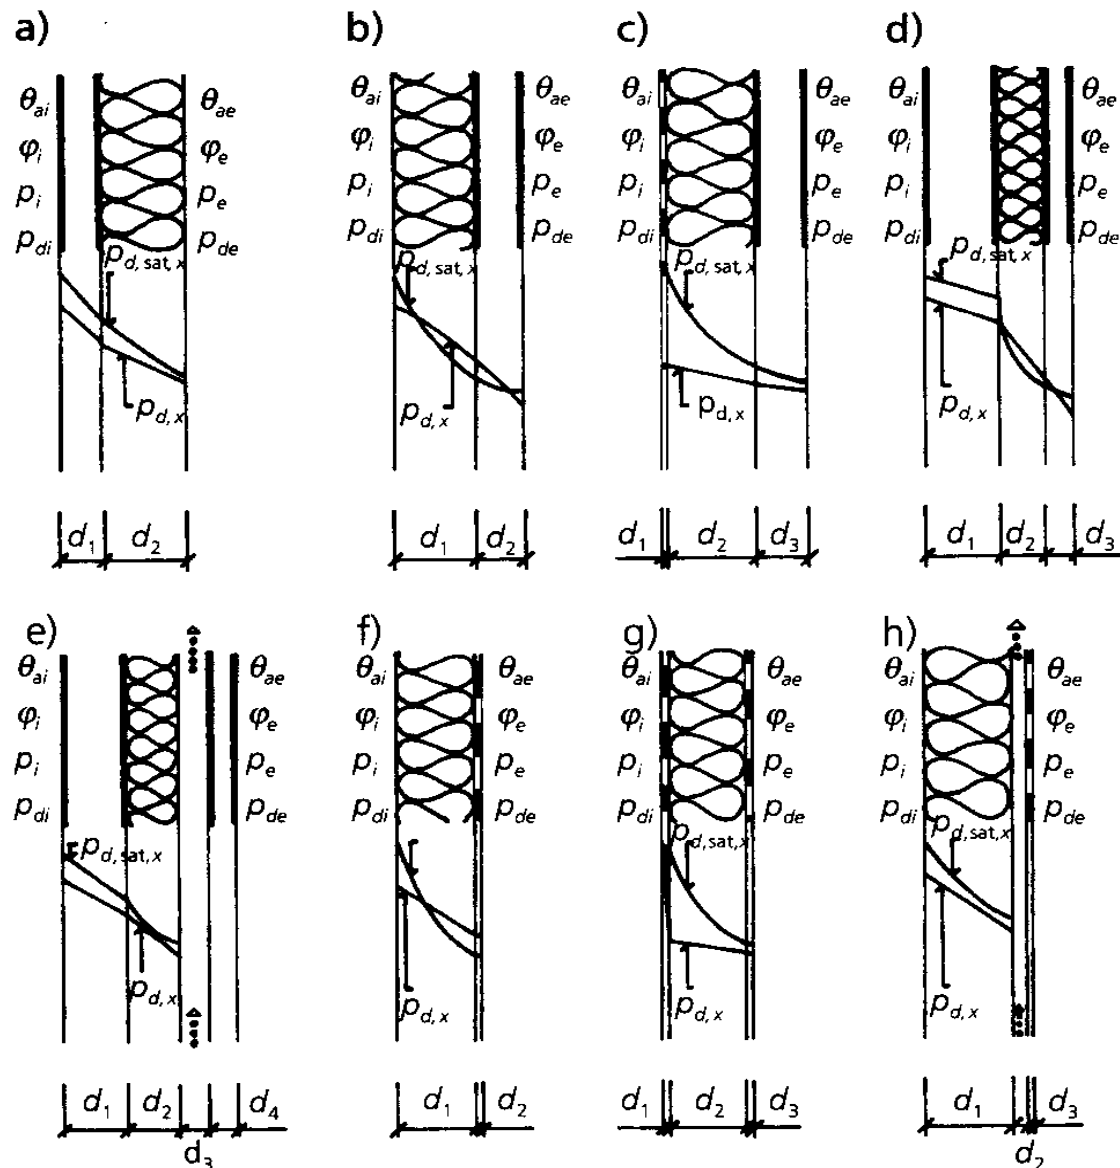 a) b) c) d)
θai θae θai θae θai θae θai θae
φi φe φi φe φi φe φi φe
pi pe pi pe pi pe pi pe
pdi pde pdi pde pdi pde pdi pde
pd,sat,x pd,sat,x pd,sat,x pd,sat,x
pd,x pd,x pd,x pd,x
d1 d2 d1 d2 d1 d2 d3 d1 d2 d3
e) f) g) h)
θai θae θai θae θai θae θai θae
φi φe φi φe φi φe φi φe
pi pe pi pe pi pe pi pe
pdi pde pdi pde pdi pde pdi pde
pd,sat,x pd,sat,x pd,sat,x
pd,x pd,x pd,x pd,x
d1 d2 d4 d1 d2 d1 d2 d3 d1 d3
d3 d2